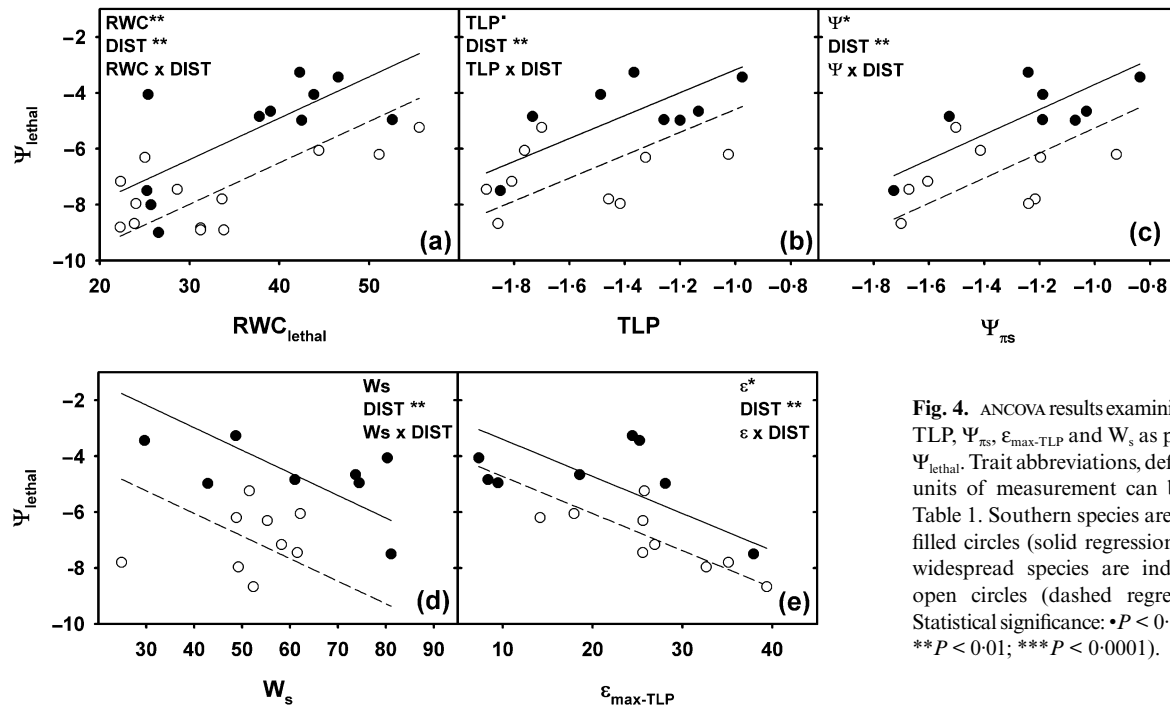 RWC**
DIST **
RWC x DIST
TLP•
DIST **
TLP x DIST
Ψ*
DIST **
Ψ x DIST
−2
−4
−6
−8
−10
Ψlethal
(a)
(b)
(c)
20 30 40 50
−1·8 −1·6 −1·4 −1·2 −1·0 −0·8
−1·8 −1·6 −1·4 −1·2 −1·0 −0·8
RWClethal
TLP
Ψπs
Ws
DIST **
Ws x DIST
ε*
DIST **
ε x DIST
−2
−4
−6
−8
−10
Ψlethal
(d)
(e)
30 40 50 60 70 80 90
10 20 30 40
Ws
εmax-TLP
Fig. 4. ANCOVA results examini
TLP, Ψπs, εmax-TLP and Ws as p
Ψlethal. Trait abbreviations, def
units of measurement can b
Table 1. Southern species are
filled circles (solid regression
widespread species are ind
open circles (dashed regre
Statistical significance: •P < 0·
**P < 0·01; ***P < 0·0001).